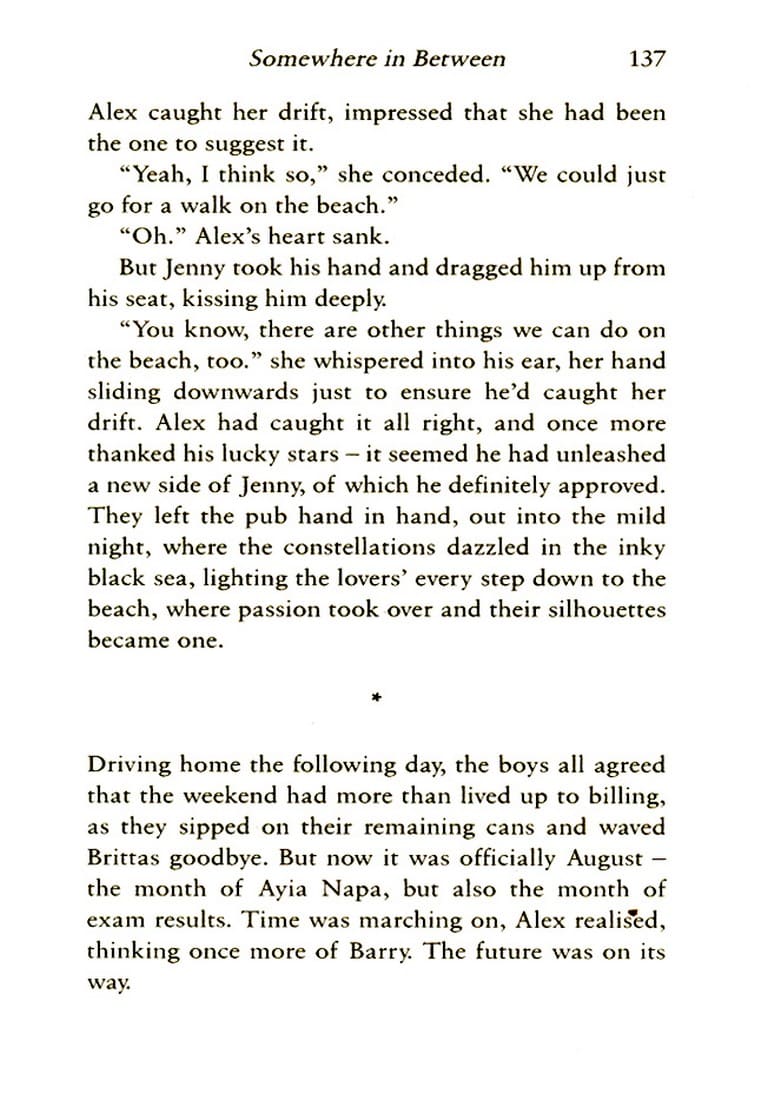 Somewhere in Between 137
Alex caught her drift, impressed that she had been
the one to suggest it.
“Yeah, I think so,” she conceded. “We could just
go for a walk on the beach.”
“Oh.” Alex’s heart sank.
But Jenny took his hand and dragged him up from
his seat, kissing him deeply.
“You know, there are other things we can do on
the beach, too.” she whispered into his ear, her hand
sliding downwards just to ensure he’d caught her
drift. Alex had caught it all right, and once more
thanked his lucky stars – it seemed he had unleashed
a new side of Jenny, of which he definitely approved.
They left the pub hand in hand, out into the mild
night, where the constellations dazzled in the inky
black sea, lighting the lovers’ every step down to the
beach, where passion took over and their silhouettes
became one.
*
Driving home the following day, the boys all agreed
that the weekend had more than lived up to billing,
as they sipped on their remaining cans and waved
Brittas goodbye. But now it was officially August –
the month of Ayia Napa, but also the month of
exam results. Time was marching on, Alex realised,
thinking once more of Barry. The future was on its
way.